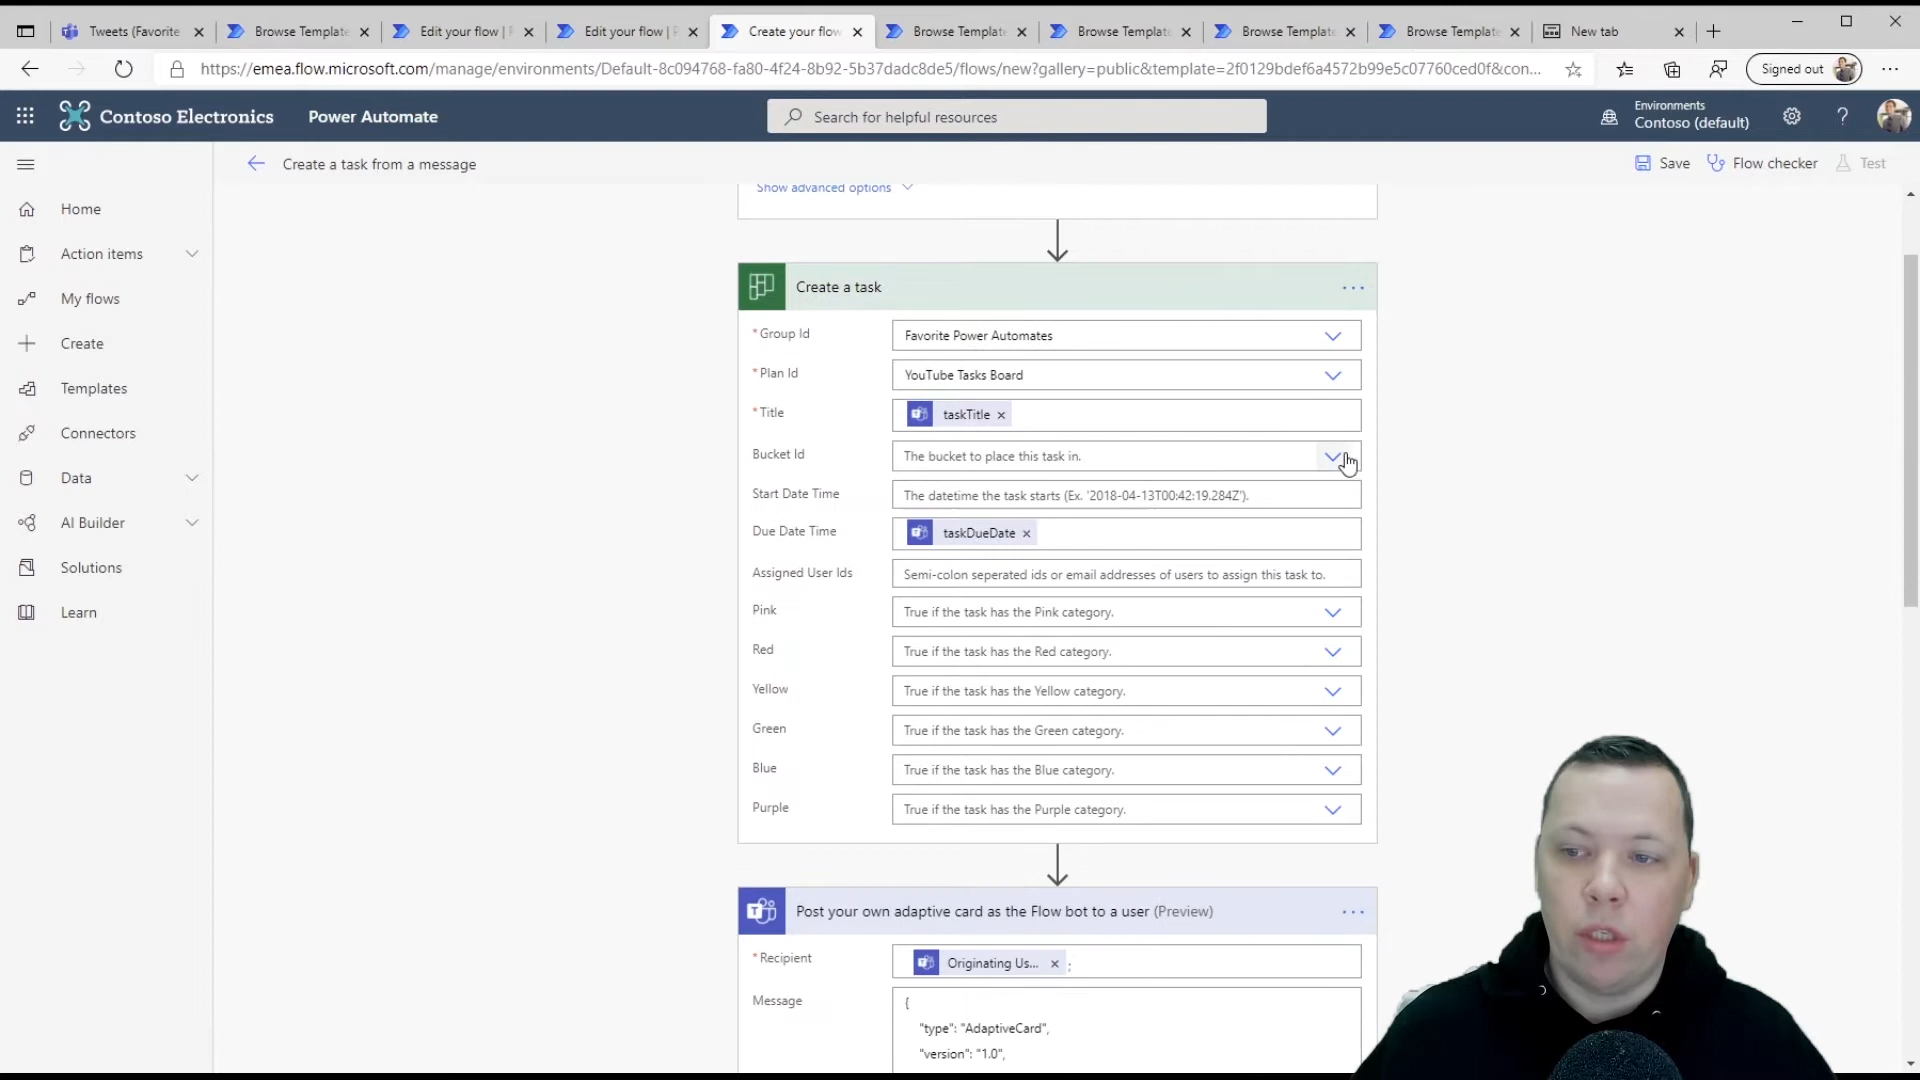 Tweets (Favorite
Browse Template
Edit your flow | P
Edit your flow | P
Create your flow
Browse Template
Browse Template
Browse Template
Browse Template
New tab
https://emea.flow.microsoft.com/manage/environments/Default-8c094768-fa80-4f24-8b92-5b37dadc8de5/flows/new?gallery=public&template=2f0129bdef6a4572b99e5c07760ced0f&con...
Signed out
Contoso Electronics
Power Automate
Search for helpful resources
Environments
Contoso (default)
?
Create a task from a message
Save
Flow checker
Test
Home
Action items
My flows
Create
Templates
Connectors
Data
AI Builder
Solutions
Learn
Show advanced options
Create a task
* Group Id
Favorite Power Automates
* Plan Id
YouTube Tasks Board
* Title
taskTitle
Bucket Id
The bucket to place this task in.
Start Date Time
The datetime the task starts (Ex. '2018-04-13T00:42:19.284Z').
Due Date Time
taskDueDate
Assigned User Ids
Semi-colon seperated ids or email addresses of users to assign this task to.
Pink
True if the task has the Pink category.
Red
True if the task has the Red category.
Yellow
True if the task has the Yellow category.
Green
True if the task has the Green category.
Blue
True if the task has the Blue category.
Purple
True if the task has the Purple category.
Post your own adaptive card as the Flow bot to a user (Preview)
* Recipient
Originating Us... ;
Message
{
"type": "AdaptiveCard",
"version": "1.0",